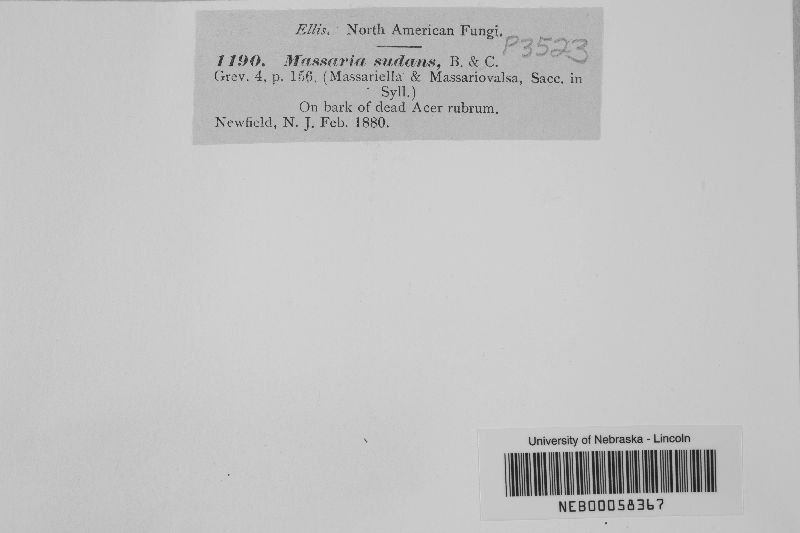 Ellis. North American Fungi.
P3523
1190. Massaria sudans, B. & C.
Grev. 4, p. 156. (Massariella & Massariovalsa, Sacc. in
Syll.)
On bark of dead Acer rubrum.
Newfield, N. J. Feb. 1880.
University of Nebraska - Lincoln
NEB00058367